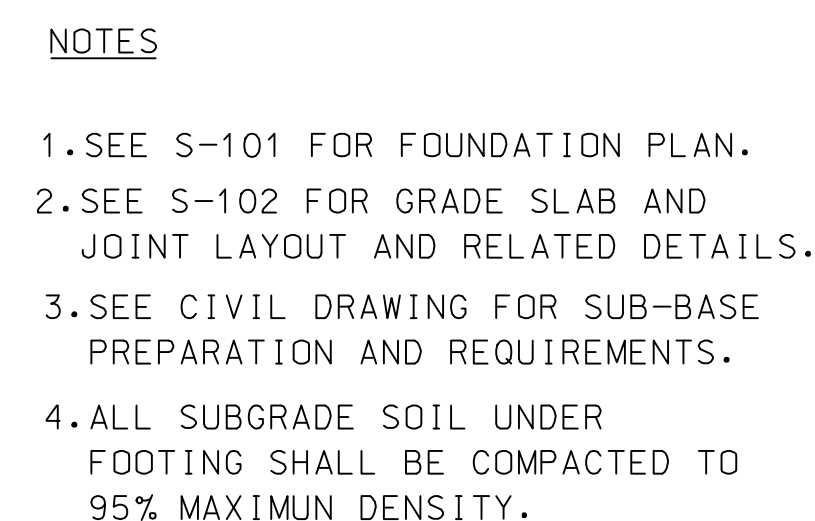 NOTES
1.SEE S-101 FOR FOUNDATION PLAN.
2.SEE S-102 FOR GRADE SLAB AND
JOINT LAYOUT AND RELATED DETAILS.
3.SEE CIVIL DRAWING FOR SUB-BASE
PREPARATION AND REQUIREMENTS.
4.ALL SUBGRADE SOIL UNDER
FOOTING SHALL BE COMPACTED TO
95% MAXIMUN DENSITY.